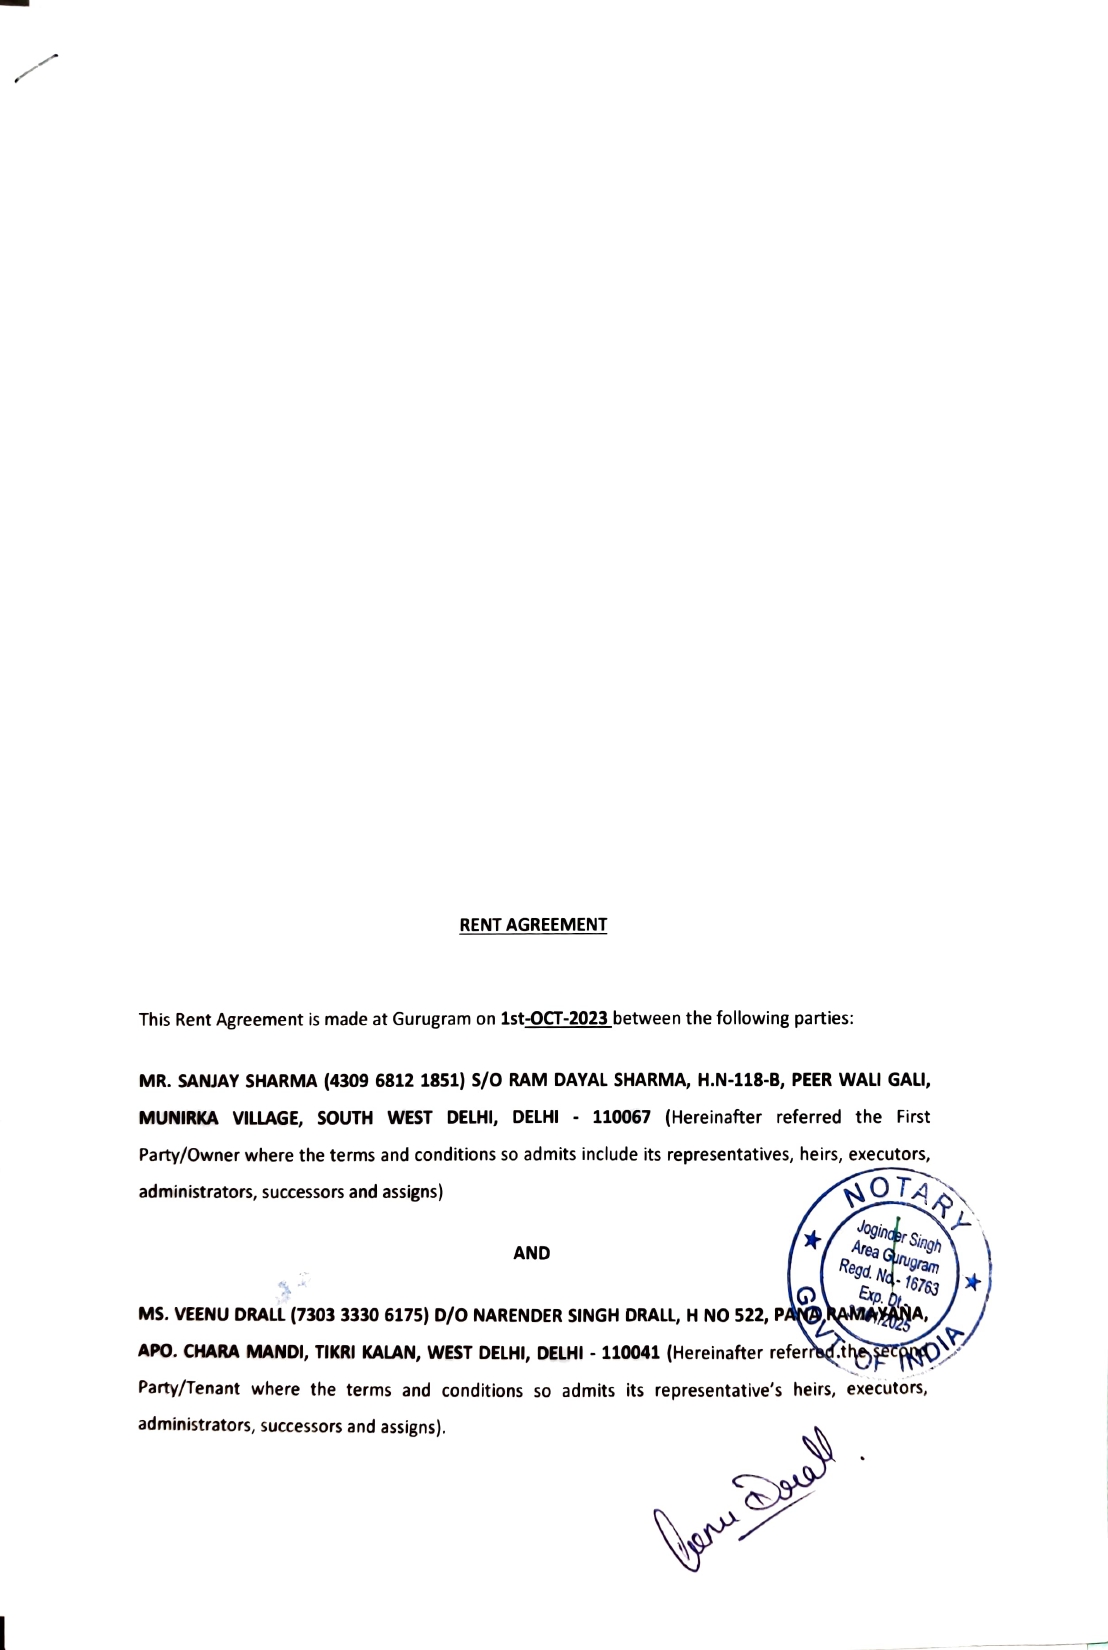 RENT AGREEMENT
This Rent Agreement is made at Gurugram on 1st-OCT-2023 between the following parties:
MR. SANJAY SHARMA (4309 6812 1851) S/O RAM DAYAL SHARMA, H.N-118-B, PEER WALI GALI,
MUNIRKA VILLAGE, SOUTH WEST DELHI, DELHI - 110067 (Hereinafter referred the First
Party/Owner where the terms and conditions so admits include its representatives, heirs, executors,
administrators, successors and assigns)
NOTARY
Joginder Singh
Area Gurugram
Regd. No.- 16763
Exp. Dt.
/2025
GOVT. OF INDIA
AND
MS. VEENU DRALL (7303 3330 6175) D/O NARENDER SINGH DRALL, H NO 522, PANA RAMAYANA,
APO. CHARA MANDI, TIKRI KALAN, WEST DELHI, DELHI - 110041 (Hereinafter referred the second
Party/Tenant where the terms and conditions so admits its representative's heirs, executors,
administrators, successors and assigns).
Veenu Drall